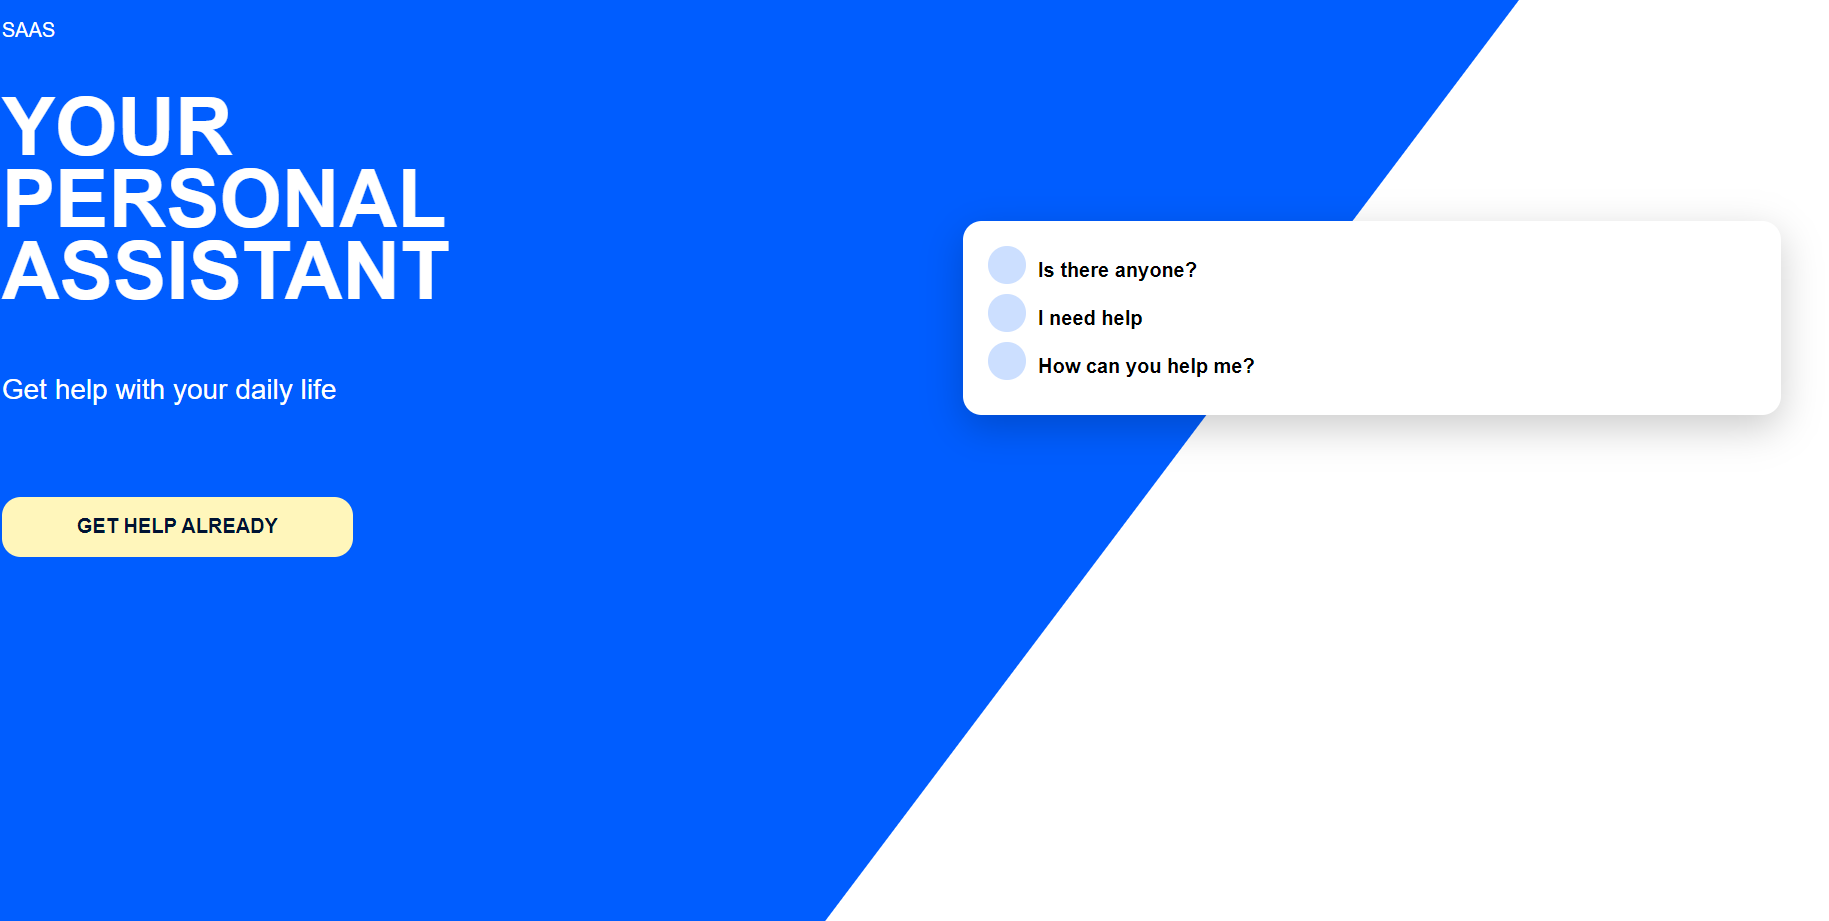 SAAS
YOUR
PERSONAL
ASSISTANT
Get help with your daily life
GET HELP ALREADY
Is there anyone?
I need help
How can you help me?